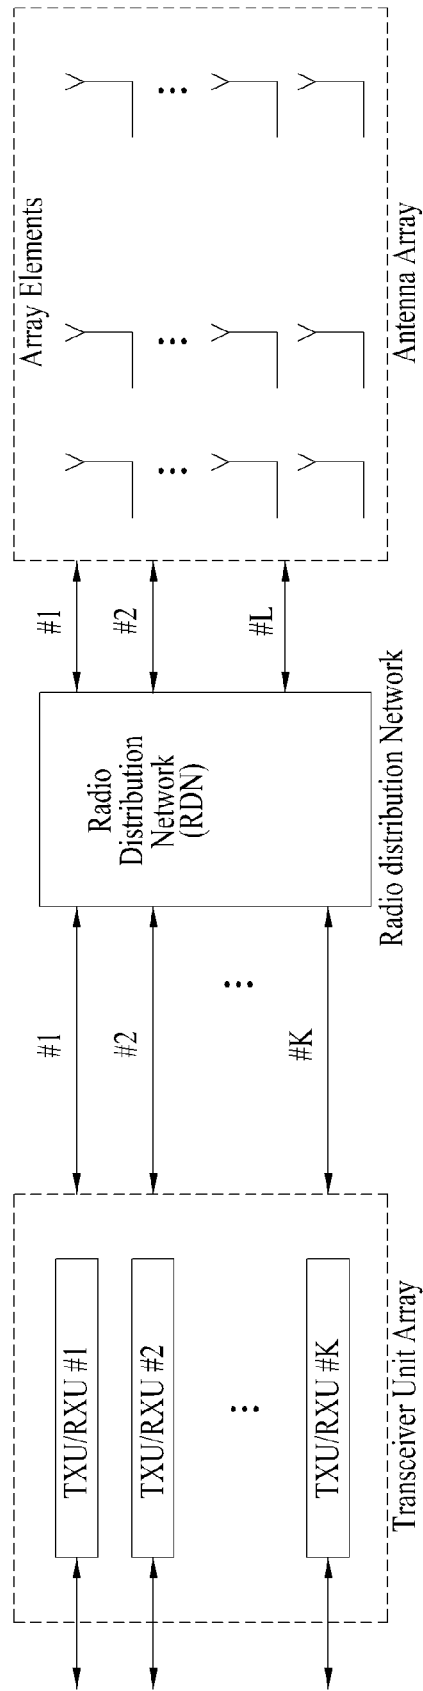 TXU/RXU #1
TXU/RXU #2
...
TXU/RXU #K
Transceiver Unit Array
#1
#2
...
#K
Radio
Distribution
Network
(RDN)
Radio distribution Network
#1
#2
#L
Array Elements
...
...
...
Antenna Array